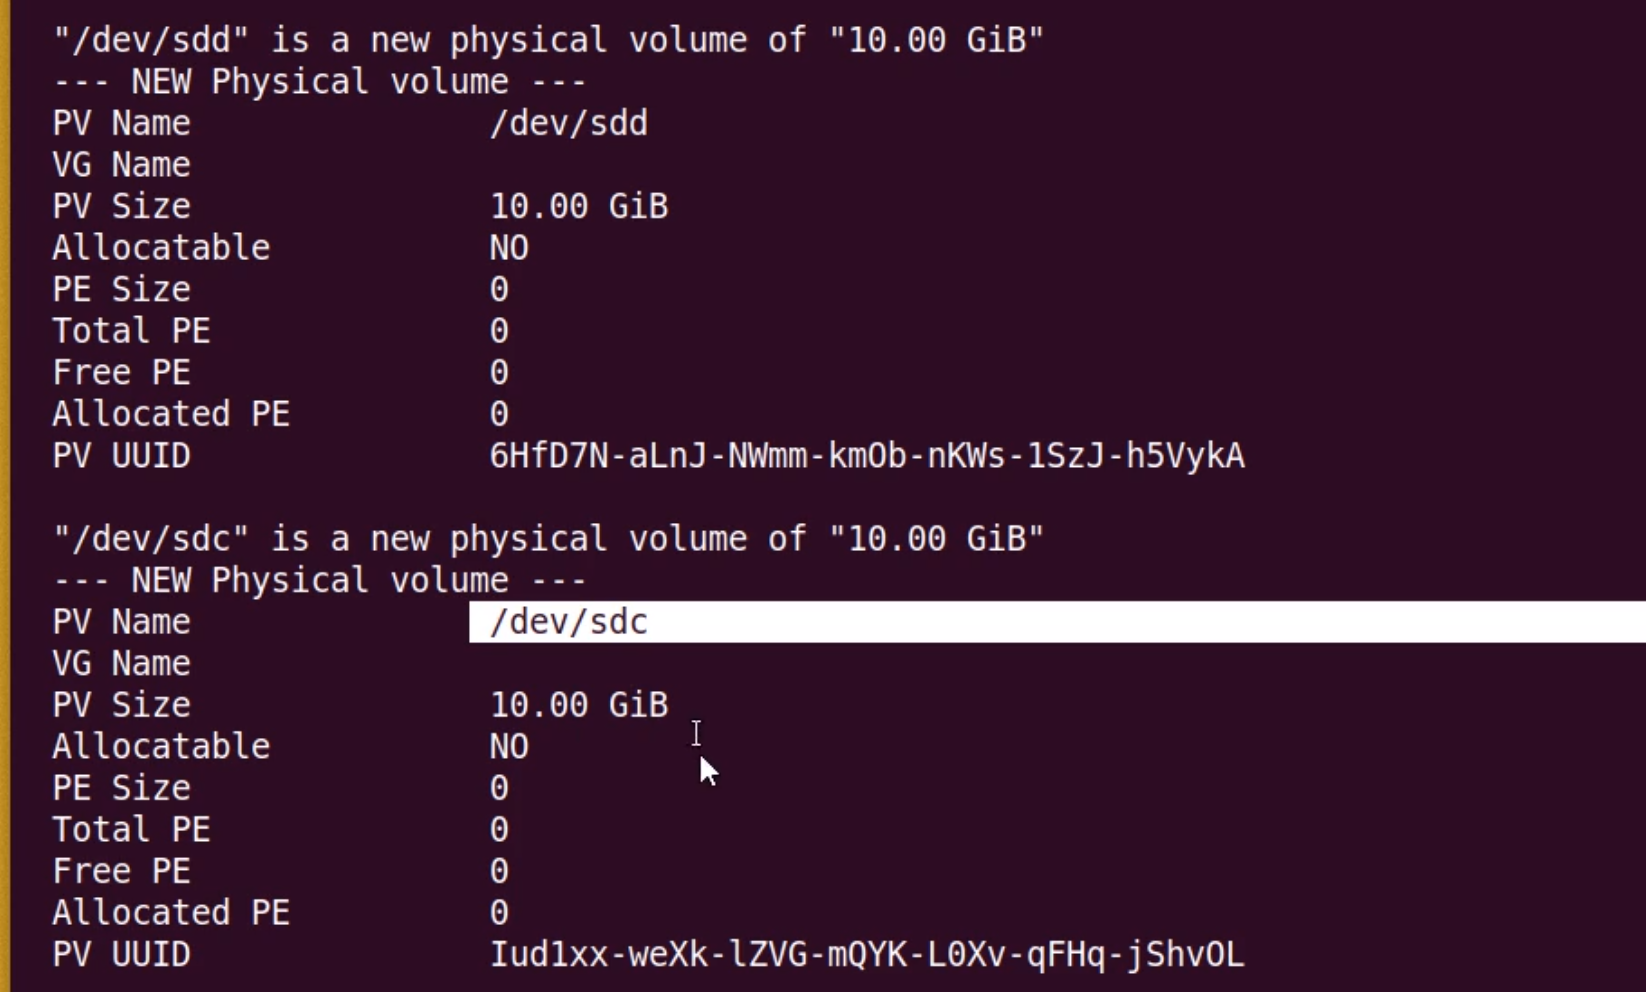 "/dev/sdd" is a new physical volume of "10.00 GiB"
--- NEW Physical volume ---
PV Name /dev/sdd
VG Name
PV Size 10.00 GiB
Allocatable NO
PE Size 0
Total PE 0
Free PE 0
Allocated PE 0
PV UUID 6HfD7N-aLnJ-NWmm-kmOb-nKWs-1SzJ-h5VykA
"/dev/sdc" is a new physical volume of "10.00 GiB"
--- NEW Physical volume ---
PV Name /dev/sdc
VG Name
PV Size 10.00 GiB
Allocatable NO
PE Size 0
Total PE 0
Free PE 0
Allocated PE 0
PV UUID Iud1xx-weXk-lZVG-mQYK-L0Xv-qFHq-jShvOL